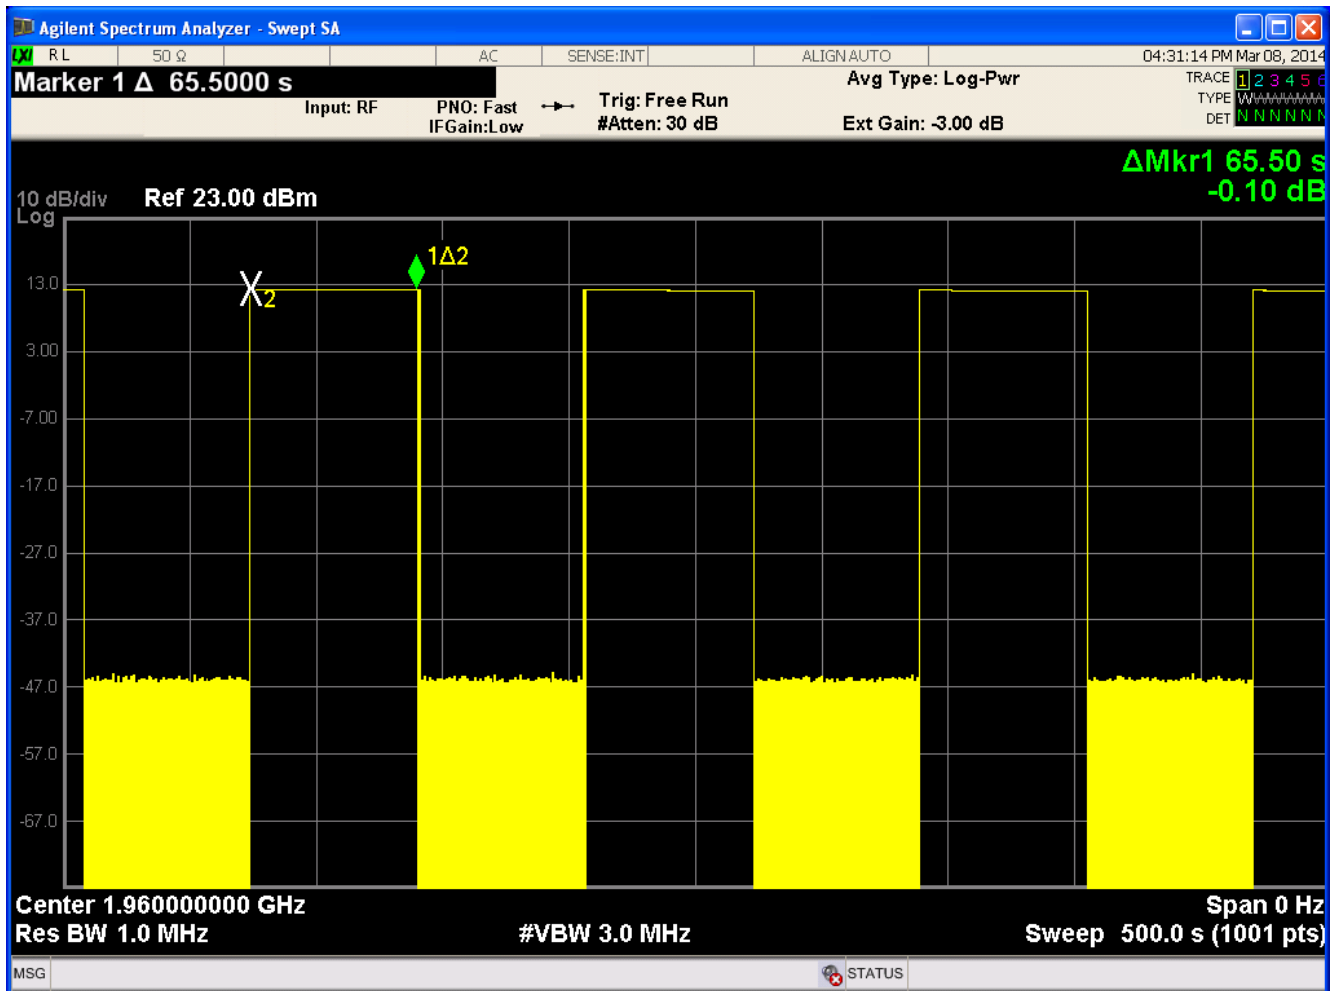 Agilent Spectrum Analyzer - Swept SA
LXI RL 50 Ω AC SENSE:INT ALIGNAUTO 04:31:14 PM Mar 08, 2014
Marker 1 Δ 65.5000 s
Avg Type: Log-Pwr
TRACE 1 2 3 4 5 6
Input: RF PNO: Fast Trig: Free Run
TYPE W
IFGain:Low #Atten: 30 dB Ext Gain: -3.00 dB
DET N N N N N N
ΔMkr1 65.50 s
-0.10 dB
10 dB/div Ref 23.00 dBm
Log
1Δ2
13.0
2
3.00
-7.00
-17.0
-27.0
-37.0
-47.0
-57.0
-67.0
Center 1.960000000 GHz Span 0 Hz
Res BW 1.0 MHz #VBW 3.0 MHz Sweep 500.0 s (1001 pts)
MSG STATUS